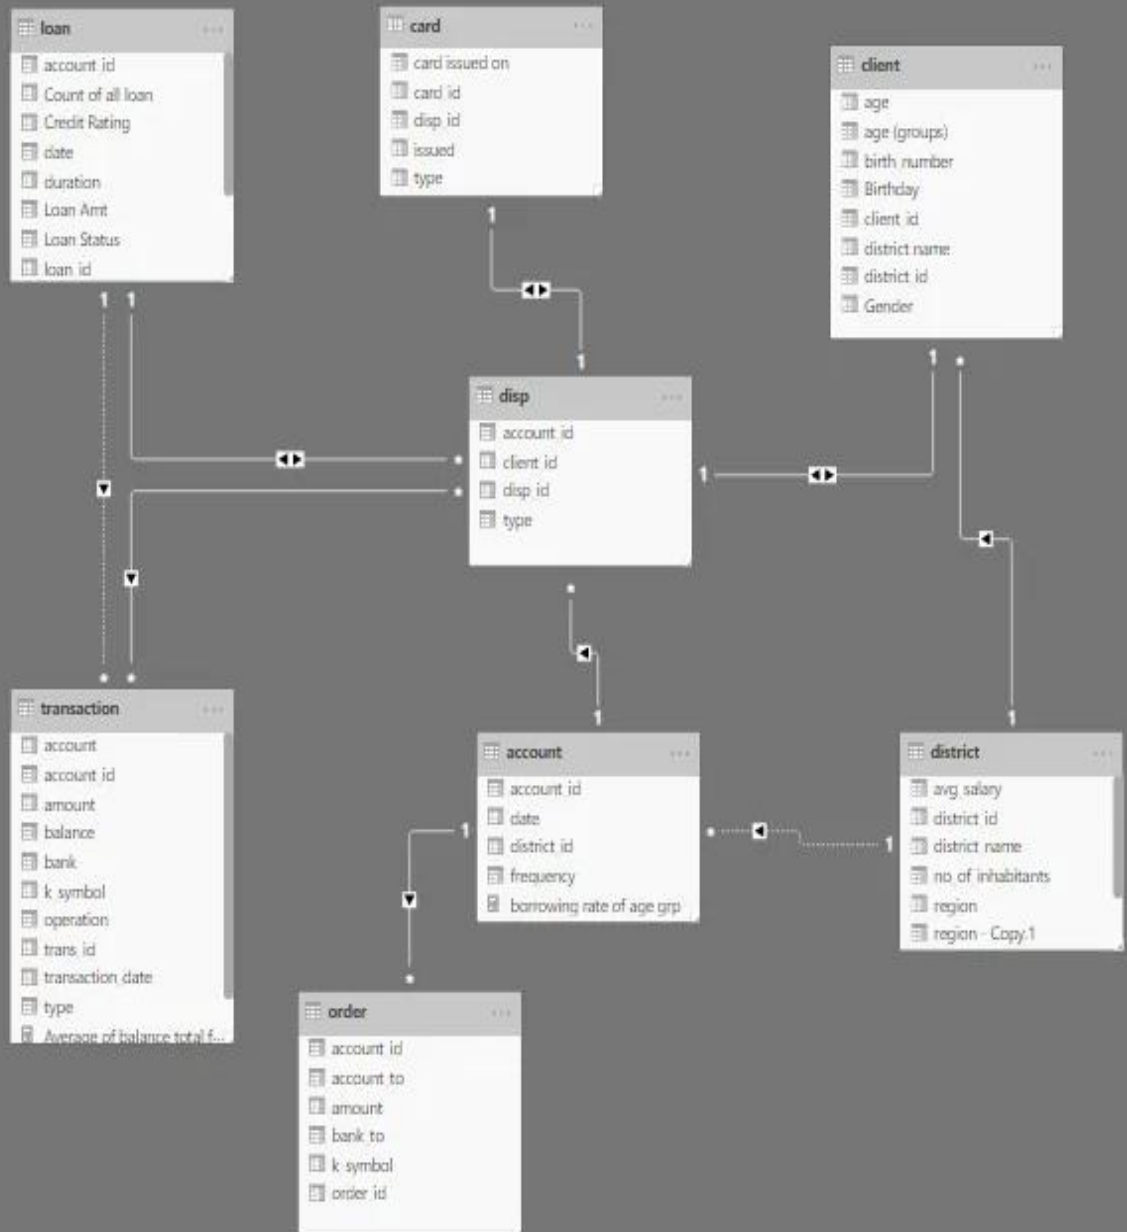 loan
account id
Count of all loan
Credit Rating
date
duration
Loan Amt
Loan Status
loan id
card
card issued on
card id
disp id
issued
type
client
age
age (groups)
birth number
Birthday
client id
district name
district id
Gender
1
1
1
1
1
*
disp
account id
client id
disp id
type
*
*
1
*
1
1
*
*
transaction
account
account id
amount
balance
bank
k symbol
operation
trans id
transaction date
type
Average of balance total f...
account
account id
date
district id
frequency
borrowing rate of age grp
district
avg salary
district id
district name
no of inhabitants
region
region - Copy.1
1
*
1
*
order
account id
account to
amount
bank to
k symbol
order id